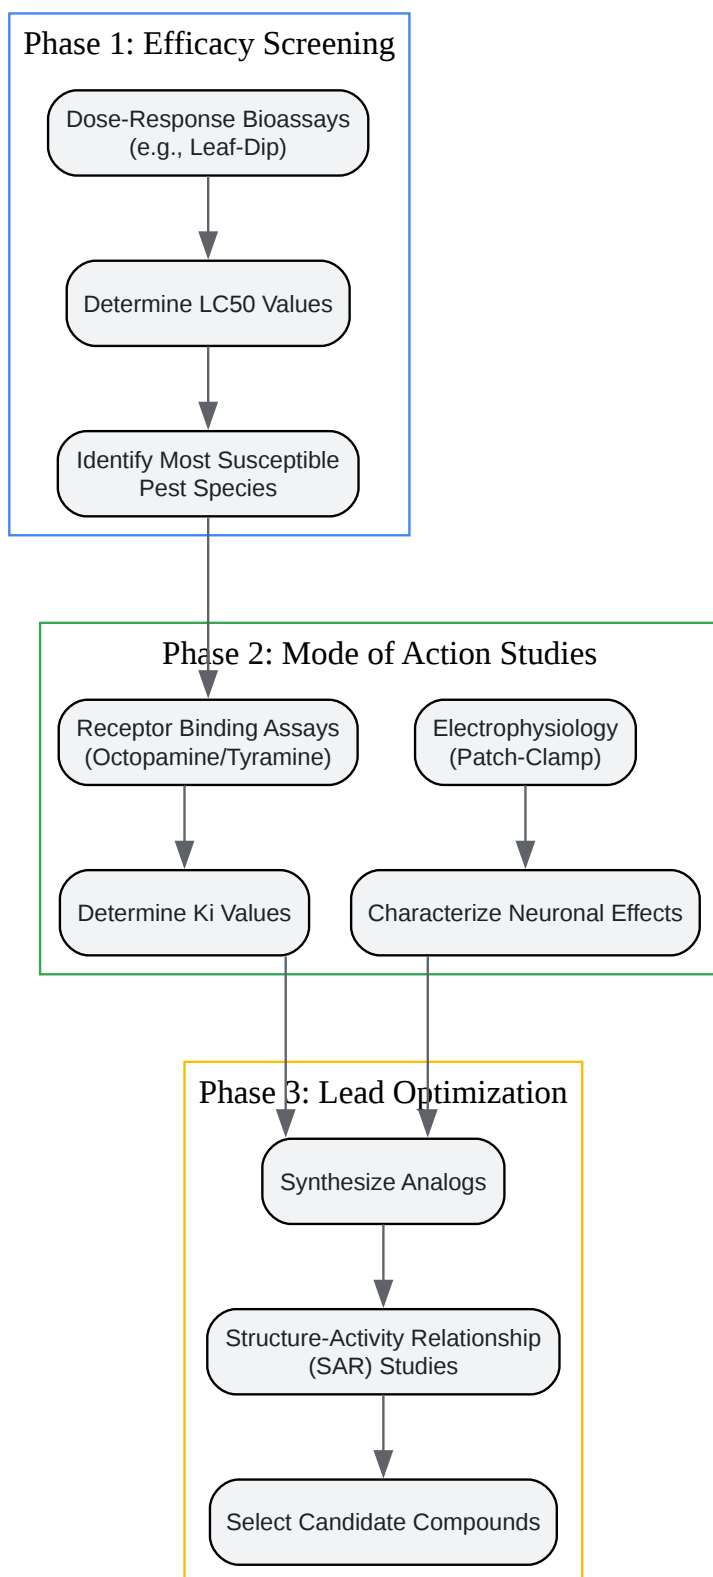 Phase 1: Efficacy Screening
Dose-Response Bioassays
(e.g., Leaf-Dip)
Determine LC50 Values
Identify Most Susceptible
Pest Species
Phase 2: Mode of Action Studies
Receptor Binding Assays
(Octopamine/Tyramine)
Electrophysiology
(Patch-Clamp)
Determine Ki Values
Characterize Neuronal Effects
Phase 3: Lead Optimization
Synthesize Analogs
Structure-Activity Relationship
(SAR) Studies
Select Candidate Compounds